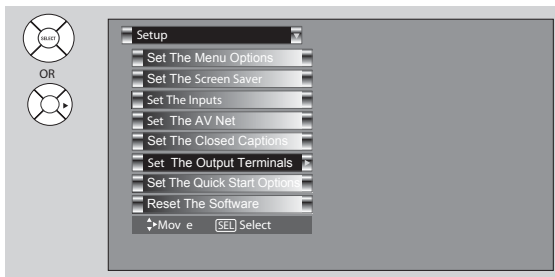 SELECT
OR
Setup
Set The Menu Options
Set The Screen Saver
Set The Inputs
Set The AV Net
Set The Closed Captions
Set The Output Terminals
Set The Quick Start Options
Reset The Software
Mov e SEL Select